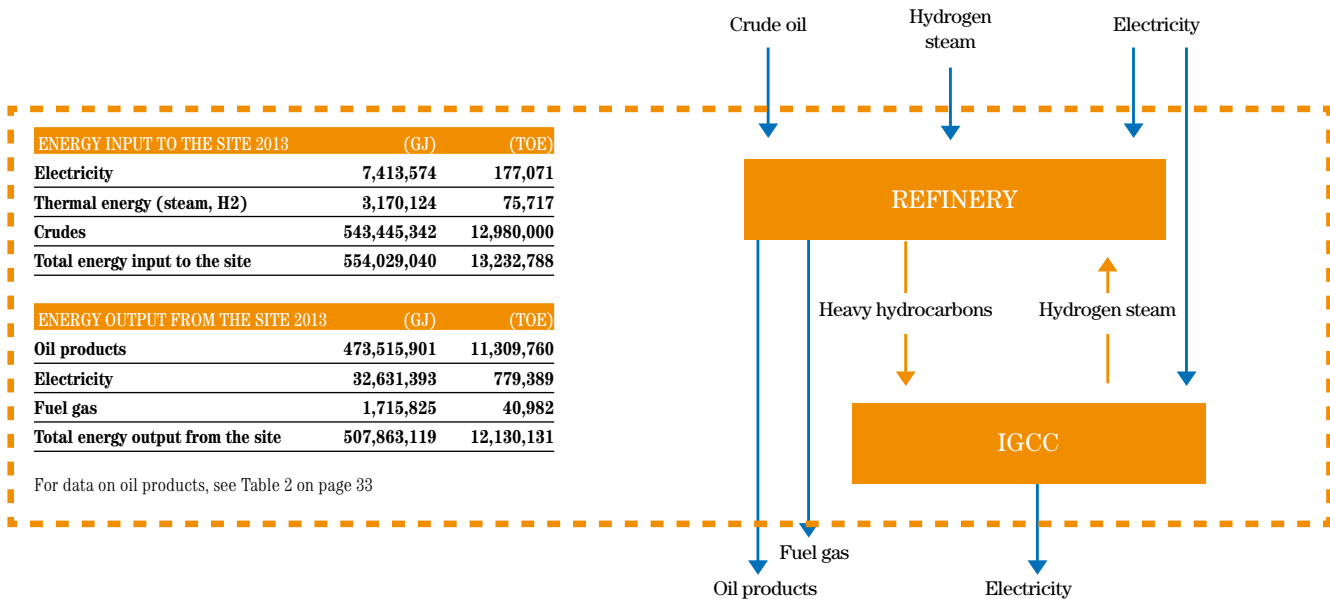 Crude oil
Hydrogen
steam
Electricity
ENERGY INPUT TO THE SITE 2013 (GJ) (TOE)
Electricity 7,413,574 177,071
Thermal energy (steam, H2) 3,170,124 75,717
Crudes 543,445,342 12,980,000
Total energy input to the site 554,029,040 13,232,788
ENERGY OUTPUT FROM THE SITE 2013 (GJ) (TOE)
Oil products 473,515,901 11,309,760
Electricity 32,631,393 779,389
Fuel gas 1,715,825 40,982
Total energy output from the site 507,863,119 12,130,131
For data on oil products, see Table 2 on page 33
REFINERY
Heavy hydrocarbons
Hydrogen steam
IGCC
Fuel gas
Oil products
Electricity